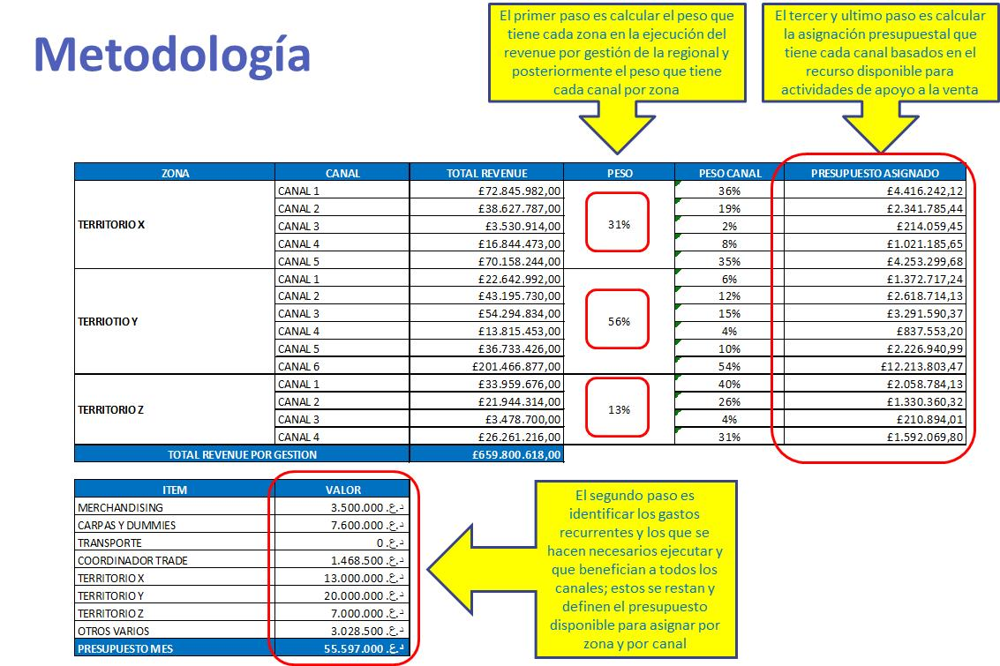 Metodología
El primer paso es calcular el peso que
tiene cada zona en la ejecución del
revenue por gestión de la regional y
posteriormente el peso que tiene
cada canal por zona
El tercer y ultimo paso es calcular
la asignación presupuestal que
tiene cada canal basados en el
recurso disponible para
actividades de apoyo a la venta
ZONA CANAL TOTAL REVENUE PESO PESO CANAL PRESUPUESTO ASIGNADO
CANAL 1 £72.845.982,00 36% £4.416.242,12
CANAL 2 £38.627.787,00 19% £2.341.785,44
TERRITORIO X CANAL 3 £3.530.914,00 31% 2% £214.059,45
CANAL 4 £16.844.473,00 8% £1.021.185,65
CANAL 5 £70.158.244,00 35% £4.253.299,68
CANAL 1 £22.642.992,00 6% £1.372.717,24
CANAL 2 £43.195.730,00 12% £2.618.714,13
CANAL 3 £54.294.834,00 15% £3.291.590,37
TERRIOTIO Y 56%
CANAL 4 £13.815.453,00 4% £837.553,20
CANAL 5 £36.733.426,00 10% £2.226.940,99
CANAL 6 £201.466.877,00 54% £12.213.803,47
CANAL 1 £33.959.676,00 40% £2.058.784,13
CANAL 2 £21.944.314,00 26% £1.330.360,32
TERRITORIO Z 13%
CANAL 3 £3.478.700,00 4% £210.894,01
CANAL 4 £26.261.216,00 31% £1.592.069,80
TOTAL REVENUE POR GESTION £659.800.618,00
ITEM VALOR
MERCHANDISING 3.500.000 د.ع.
CARPAS Y DUMMIES 7.600.000 د.ع.
TRANSPORTE 0 د.ع.
COORDINADOR TRADE 1.468.500 د.ع.
TERRITORIO X 13.000.000 د.ع.
TERRITORIO Y 20.000.000 د.ع.
TERRITORIO Z 7.000.000 د.ع.
OTROS VARIOS 3.028.500 د.ع.
PRESUPUESTO MES 55.597.000 د.ع.
El segundo paso es
identificar los gastos
recurrentes y los que se
hacen necesarios ejecutar y
que benefician a todos los
canales; estos se restan y
definen el presupuesto
disponible para asignar por
zona y por canal